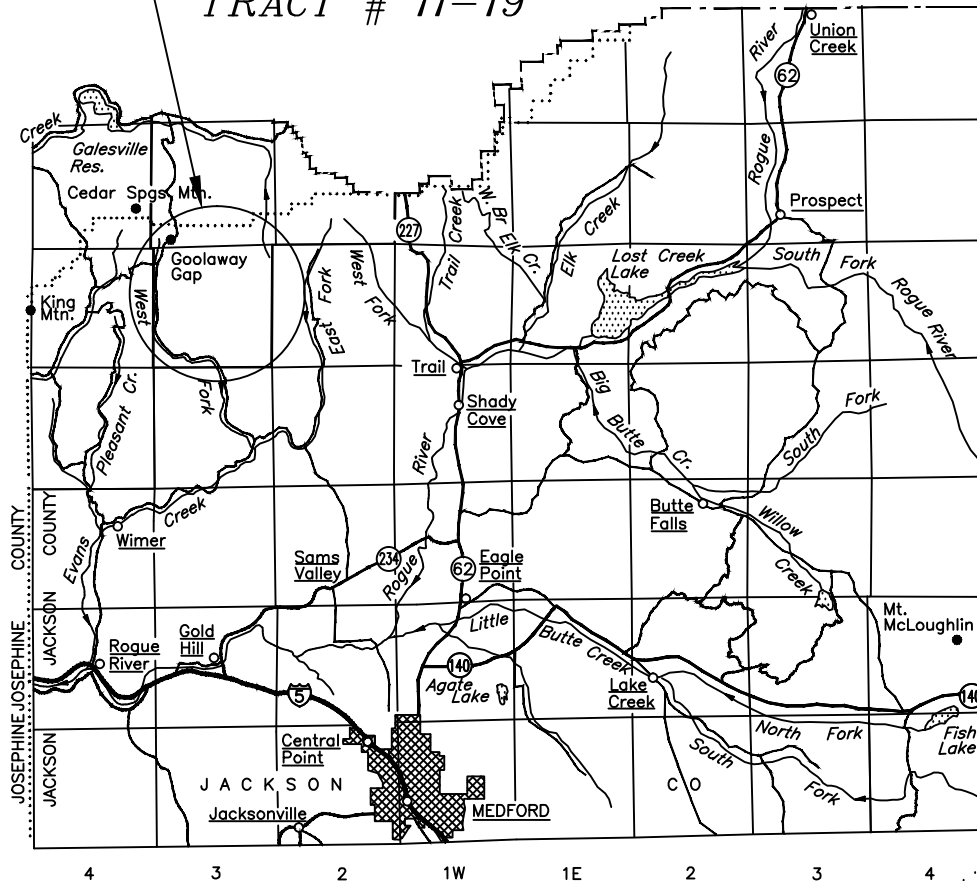 TRACT # 11-19
Union
Creek
River
62
Rogue
Creek
Galesville
Res.
Cedar Spgs. Mtn.
Prospect
227
Creek
Trail
W. Br
Elk Cr.
Creek
Elk
Lost Creek
Lake
South
Fork
Rogue River
Goolaway
Gap
King
Mtn.
West
Fork
East
Fork
West
Fork
Trail
Shady
Cove
Big
Butte
Cr.
South
Fork
Pleasant Cr.
River
Butte
Falls
Willow
Creek
COUNTY
COUNTY
Evans
Creek
Wimer
Sams
Valley
234
Rogue
62
Eagle
Point
Mt.
McLoughlin
JOSEPHINE
JACKSON
Rogue
River
Gold
Hill
Little
Butte Creek
140
Agate
Lake
5
Lake
Creek
140
North
Fork
Fish
Lake
South
Fork
JOSEPHINE
JACKSON
Central
Point
JACKSON
CO
Jacksonville
MEDFORD
4 3 2 1W 1E 2 3 4